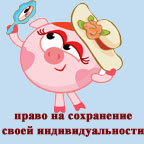 право на сохранение
своей индивидуальности